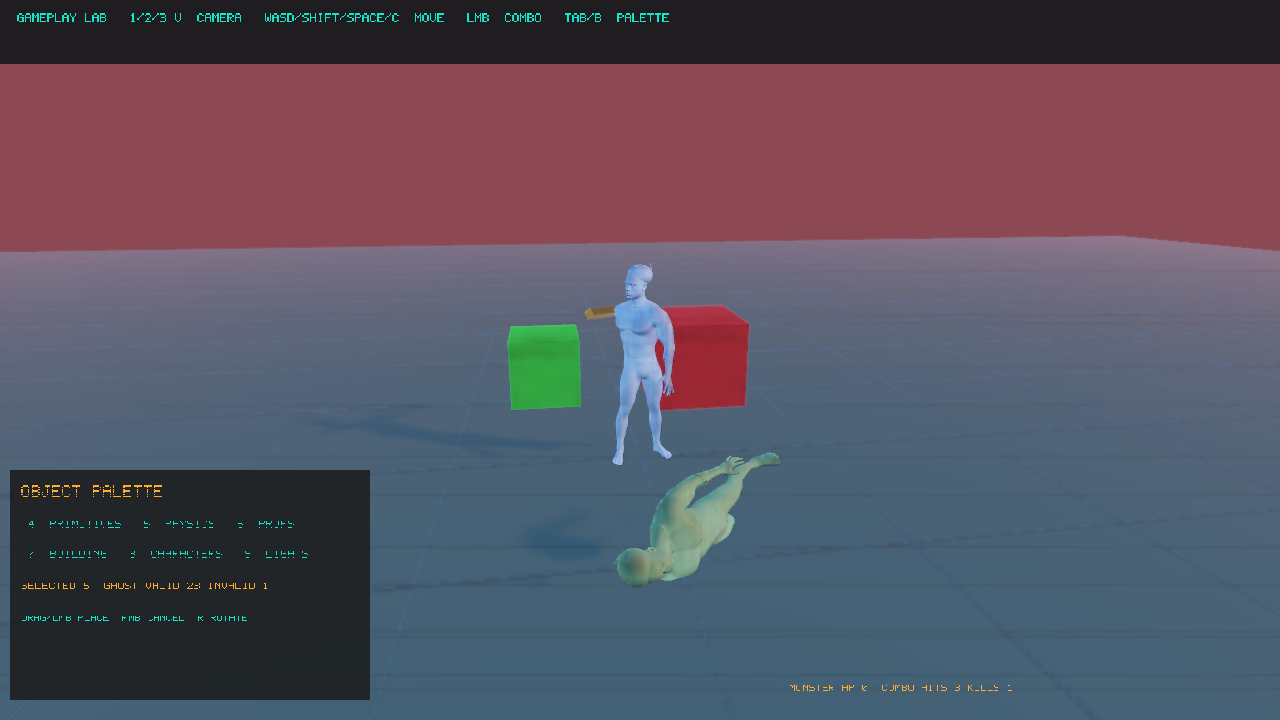 GAMEPLAY LAB 1/2/3 V CAMERA WASD/SHIFT/SPACE/C MOVE LMB COMBO TAB/B PALETTE
OBJECT PALETTE
4 PRIMITIVES 5 PHYSICS 6 PROPS
7 BUILDING 8 CHARACTERS 9 LIGHTS
SELECTED 5 GHOST VALID 23 INVALID 1
DRAG/LMB PLACE RMB CANCEL R ROTATE
MONSTER HP 0 COMBO HITS 3 KILLS 1